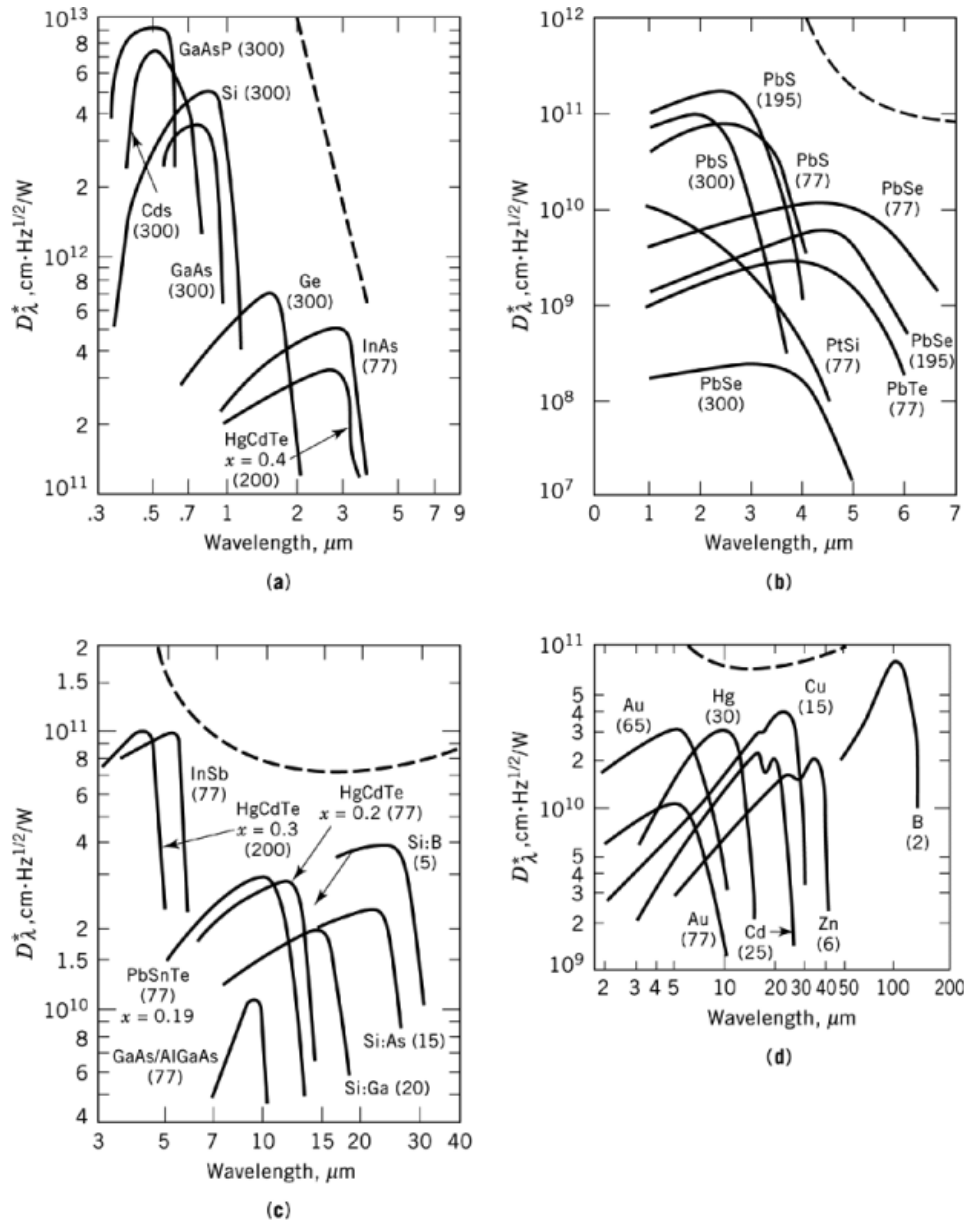 10¹³
8
6
4
2
10¹²
8
6
4
2
10¹¹
D*λ ,cm·Hz1/2/W
GaAsP (300)
Si (300)
Cds
(300)
GaAs
(300)
Ge
(300)
InAs
(77)
HgCdTe
x = 0.4
(200)
.3 .5 .7 1 2 3 5 7 9
Wavelength, μm
(a)
10¹²
10¹¹
10¹⁰
10⁹
10⁸
10⁷
D*λ ,cm·Hz1/2/W
PbS
(195)
PbS
(300)
PbS
(77)
PbSe
(77)
PtSi
(77)
PbSe
(195)
PbTe
(77)
PbSe
(300)
0 1 2 3 4 5 6 7
Wavelength, μm
(b)
2
1.5
10¹¹
8
6
4
2
1.5
10¹⁰
8
6
4
D*λ ,cm·Hz1/2/W
InSb
(77)
HgCdTe
x = 0.3
(200)
HgCdTe
x = 0.2 (77)
Si:B
(5)
PbSnTe
(77)
x = 0.19
GaAs/AlGaAs
(77)
Si:As (15)
Si:Ga (20)
3 5 7 10 15 20 30 40
Wavelength, μm
(c)
10¹¹
5
4
3
2
10¹⁰
5
4
3
2
10⁹
D*λ ,cm·Hz1/2/W
Au
(65)
Hg
(30)
Cu
(15)
B
(2)
Au
(77)
Cd
(25)
Zn
(6)
2 3 4 5 10 20 30 40 50 100 200
Wavelength, μm
(d)